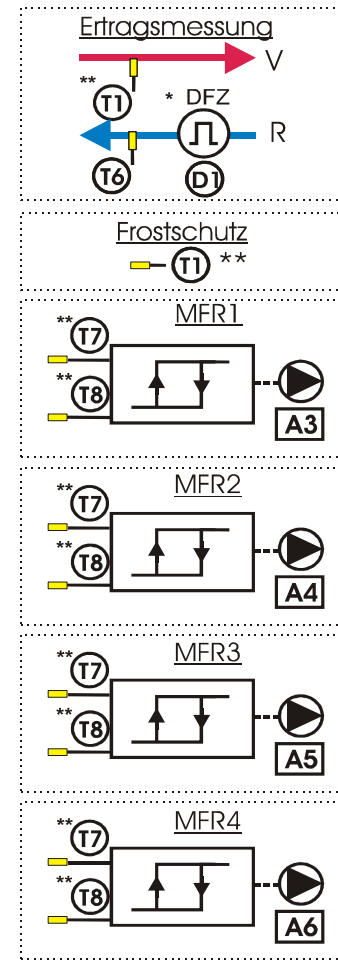 Ertragsmessung
V
** T1
* DFZ
R
T6
D1
Frostschutz
T1 **
MFR1
** T7
** T8
A3
MFR2
** T7
** T8
A4
MFR3
** T7
** T8
A5
MFR4
** T7
** T8
A6